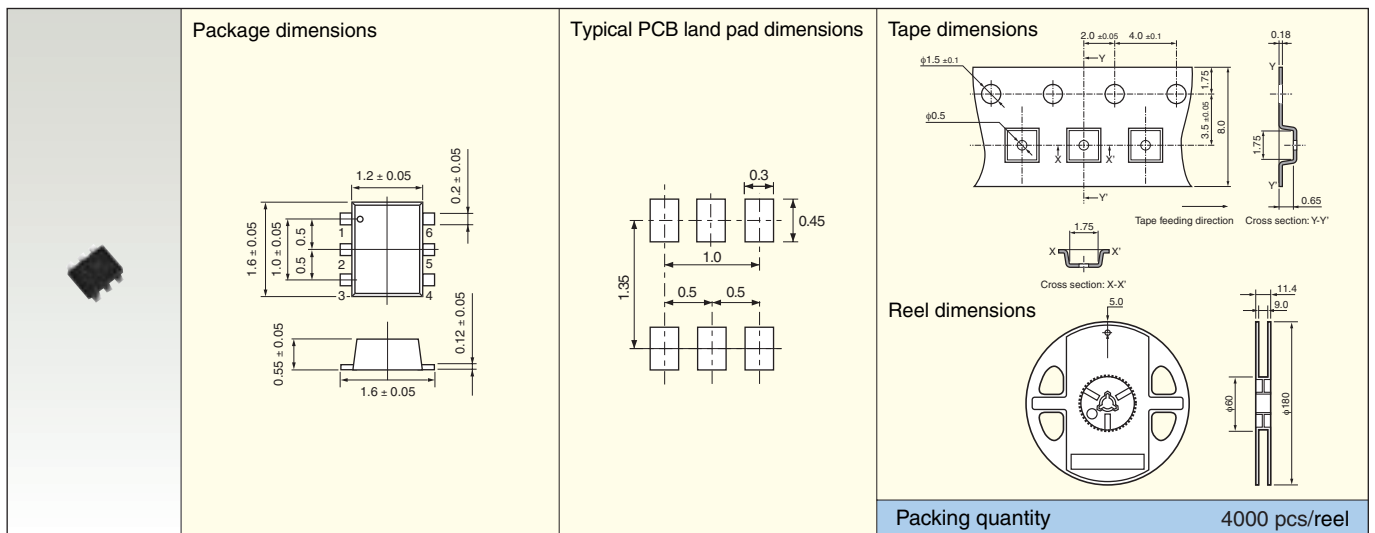 Package dimensions
1.2 ± 0.05
0.2 ± 0.05
1.6 ± 0.05
1.0 ± 0.05
0.5
0.5
1
2
3
6
5
4
0.55 ± 0.05
0.12 ± 0.05
1.6 ± 0.05
Typical PCB land pad dimensions
0.3
0.45
1.0
1.35
0.5
0.5
Tape dimensions
2.0 ±0.05
4.0 ±0.1
φ1.5 ±0.1
φ0.5
Y
X
X'
Y'
1.75
3.5 ±0.05
8.0
0.18
Y
1.75
Y'
0.65
Tape feeding direction
Cross section: Y-Y'
1.75
X
X'
Cross section: X-X'
Reel dimensions
5.0
11.4
9.0
φ60
φ180
Packing quantity
4000 pcs/reel